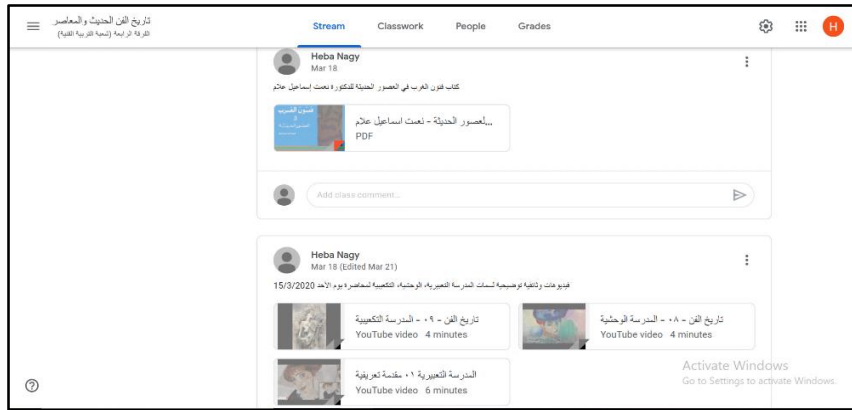 تاريخ الفن الحديث والمعاصر
الفرقة الرابعة (شعبة التربية الفنية)
Stream Classwork People Grades
H
Heba Nagy
Mar 18
كتاب فنون الغرب في العصور الحديثة للدكتورة نعمت إسماعيل علام
...لعصور الحديثة - نعمت اسماعيل علام
PDF
Add class comment...
Heba Nagy
Mar 18 (Edited Mar 21)
فيديوهات وثائقية توضيحية لسمات المدرسة التعبيرية، الوحشية، التكعيبية لمحاضرة يوم الأحد 15/3/2020
تاريخ الفن - ٠٩ - المدرسة التكعيبية
YouTube video 4 minutes
تاريخ الفن - ٠٨ - المدرسة الوحشية
YouTube video 4 minutes
المدرسة التعبيرية ٠١ مقدمة تعريفية
YouTube video 6 minutes
Activate Windows
Go to Settings to activate Windows.